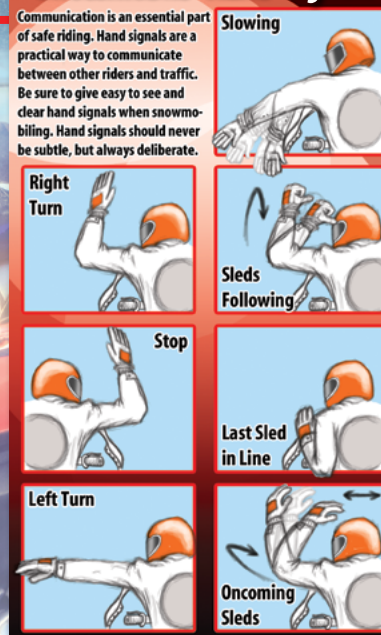 Communication is an essential part
of safe riding. Hand signals are a
practical way to communicate
between other riders and traffic.
Be sure to give easy to see and
clear hand signals when snowmo-
biling. Hand signals should never
be subtle, but always deliberate.
Slowing
Right
Turn
Sleds
Following
Stop
Last Sled
in Line
Left Turn
Oncoming
Sleds